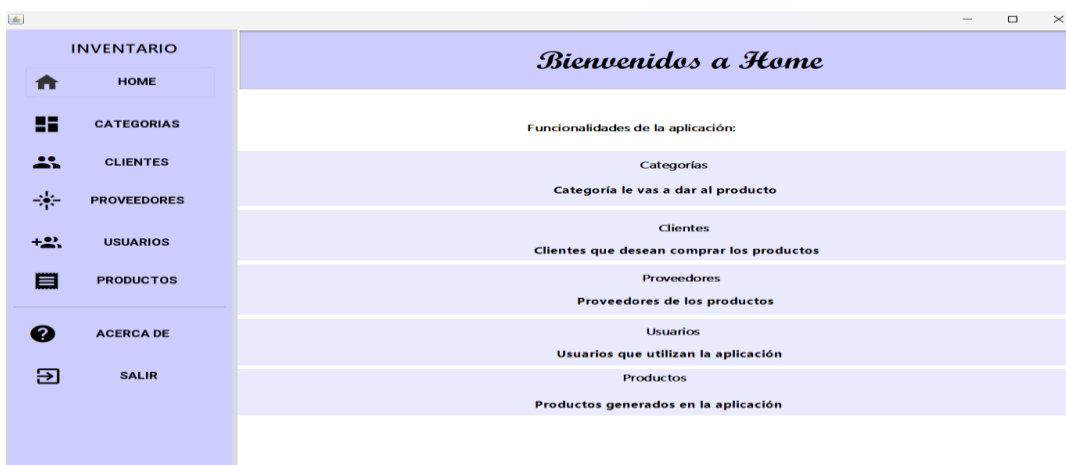 INVENTARIO
HOME
CATEGORIAS
CLIENTES
PROVEEDORES
USUARIOS
PRODUCTOS
ACERCA DE
SALIR
Bienvenidos a Home
Funcionalidades de la aplicación:
Categorías
Categoría le vas a dar al producto
Clientes
Clientes que desean comprar los productos
Proveedores
Proveedores de los productos
Usuarios
Usuarios que utilizan la aplicación
Productos
Productos generados en la aplicación